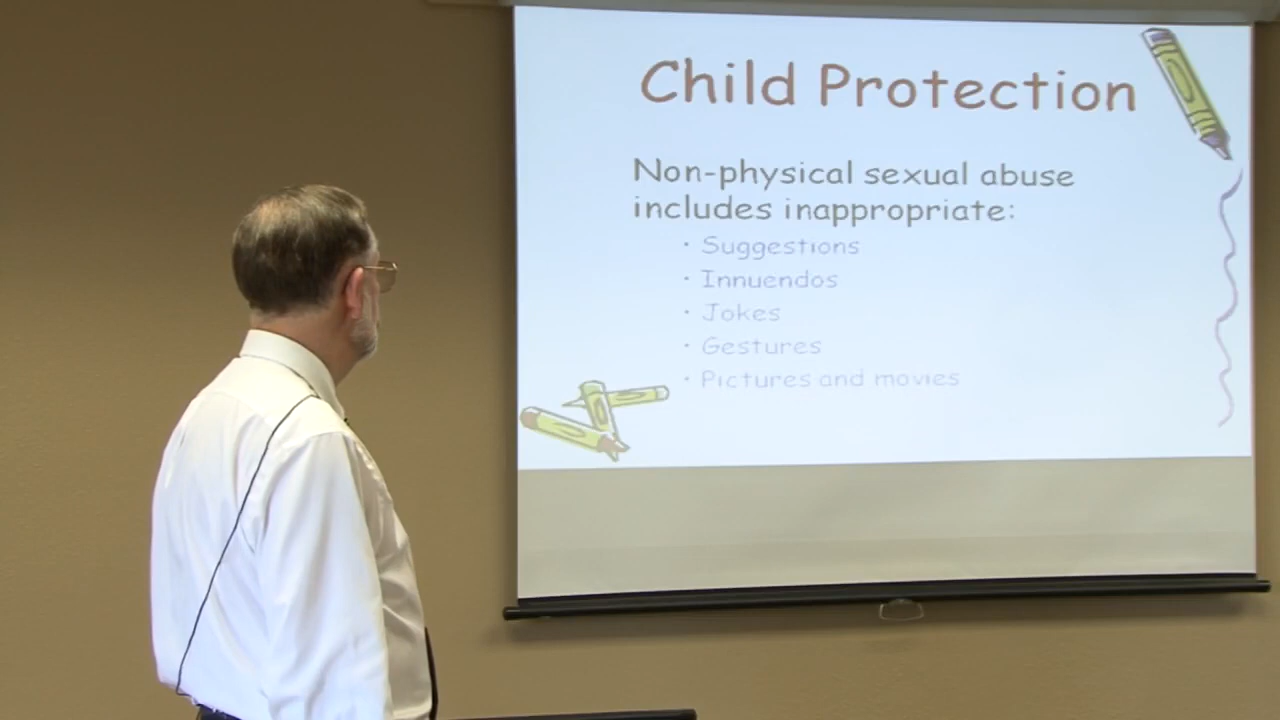 Child Protection
Non-physical sexual abuse
includes inappropriate:
• Suggestions
• Innuendos
• Jokes
• Gestures
• Pictures and movies